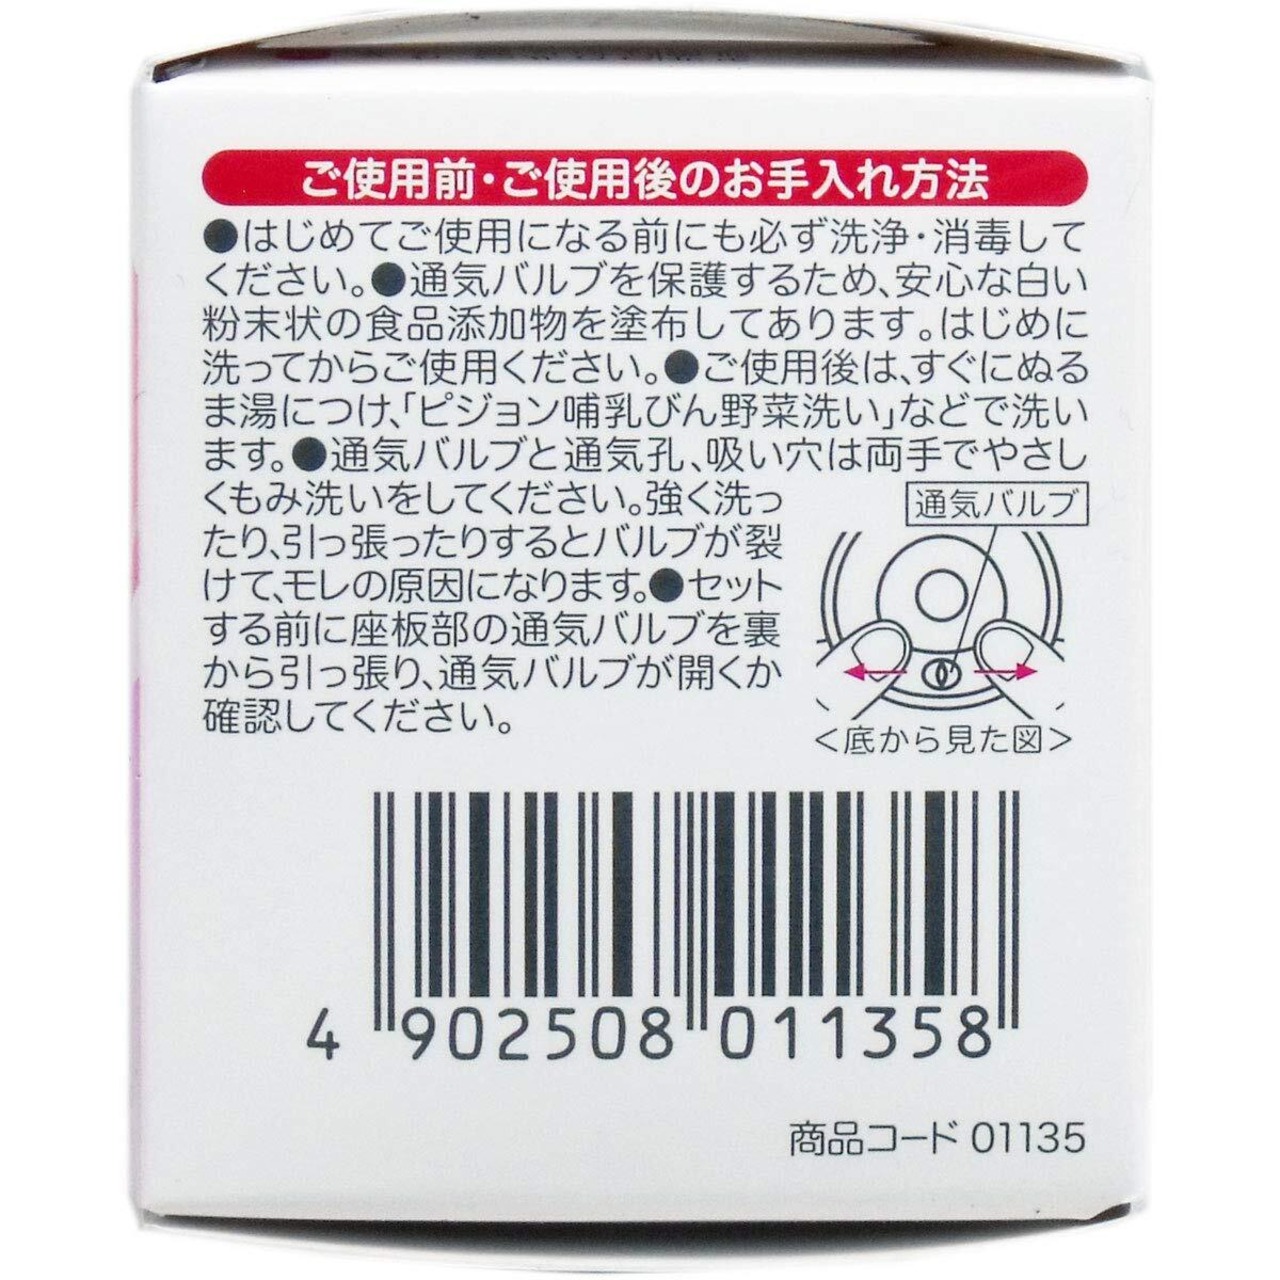 ご使用前・ご使用後のお手入れ方法
●はじめてご使用になる前にも必ず洗浄・消毒して
ください。●通気バルブを保護するため、安心な白い
粉末状の食品添加物を塗布してあります。はじめに
洗ってからご使用ください。●ご使用後は、すぐにぬる
ま湯につけ、「ピジョン哺乳びん野菜洗い」などで洗い
ます。●通気バルブと通気孔、吸い穴は両手でやさし
くもみ洗いをしてください。強く洗っ
たり、引っ張ったりするとバルブが裂
けて、モレの原因になります。●セット
する前に座板部の通気バルブを裏
から引っ張り、通気バルブが開くか
確認してください。
通気バルブ
<底から見た図>
4 902508 011358
商品コード 01135